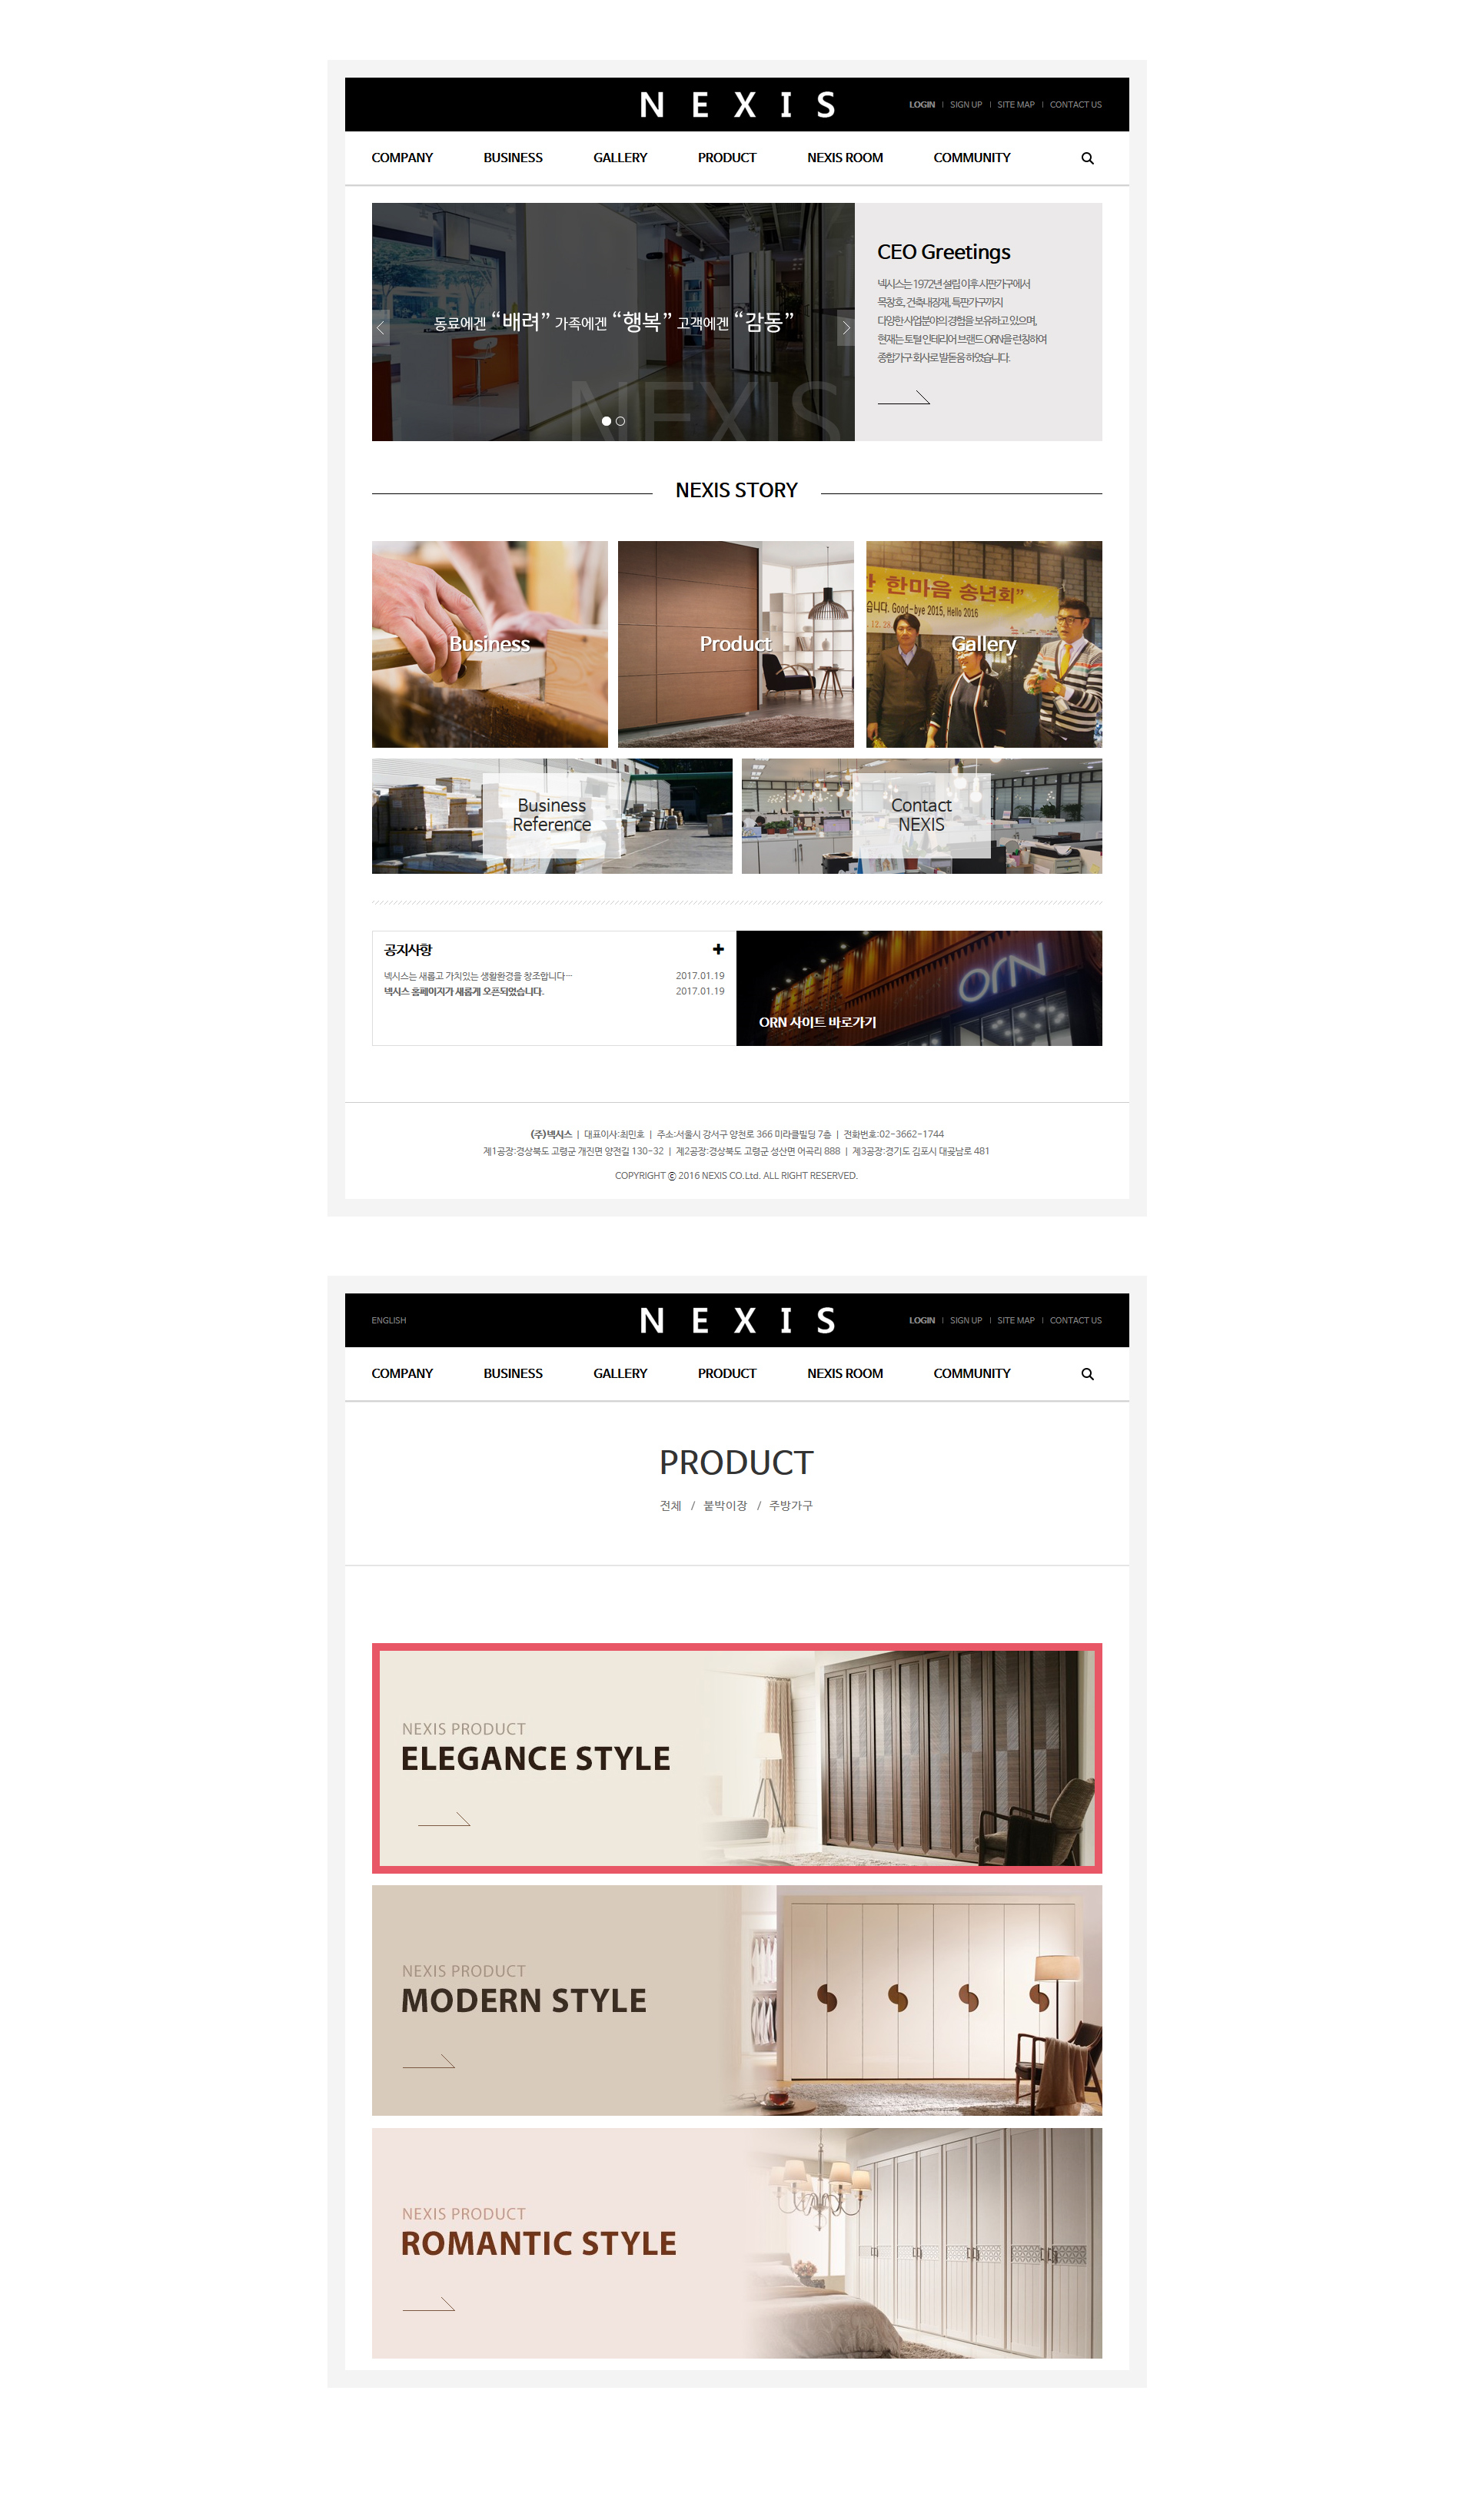 NEXIS
LOGIN | SIGN UP | SITE MAP | CONTACT US
COMPANY BUSINESS GALLERY PRODUCT NEXIS ROOM COMMUNITY
동료에겐 “배려” 가족에겐 “행복” 고객에겐 “감동”
NEXIS
CEO Greetings
넥시스는 1972년 설립 이후 시판가구에서
목창호, 건축내장재, 특판가구까지
다양한 사업분야의 경험을 보유하고 있으며,
현재는 토털 인테리어 브랜드 ORN을 런칭하여
종합가구 회사로 발돋움 하였습니다.
NEXIS STORY
Business
Product
한마음 송년회”
습니다. Good-bye 2015, Hello 2016
12. 28.
Gallery
Business
Reference
Contact
NEXIS
공지사항
넥시스는 새롭고 가치있는 생활환경을 창조합니다… 2017.01.19
넥시스 홈페이지가 새롭게 오픈되었습니다. 2017.01.19
orn
ORN 사이트 바로가기
(주)넥시스 | 대표이사:최민호 | 주소:서울시 강서구 양천로 366 미라클빌딩 7층 | 전화번호:02-3662-1744
제1공장:경상북도 고령군 개진면 양전길 130-32 | 제2공장:경상북도 고령군 성산면 어곡리 888 | 제3공장:경기도 김포시 대곶남로 481
COPYRIGHT ⓒ 2016 NEXIS CO.Ltd. ALL RIGHT RESERVED.
ENGLISH
NEXIS
LOGIN | SIGN UP | SITE MAP | CONTACT US
COMPANY BUSINESS GALLERY PRODUCT NEXIS ROOM COMMUNITY
PRODUCT
전체 / 붙박이장 / 주방가구
NEXIS PRODUCT
ELEGANCE STYLE
NEXIS PRODUCT
MODERN STYLE
NEXIS PRODUCT
ROMANTIC STYLE